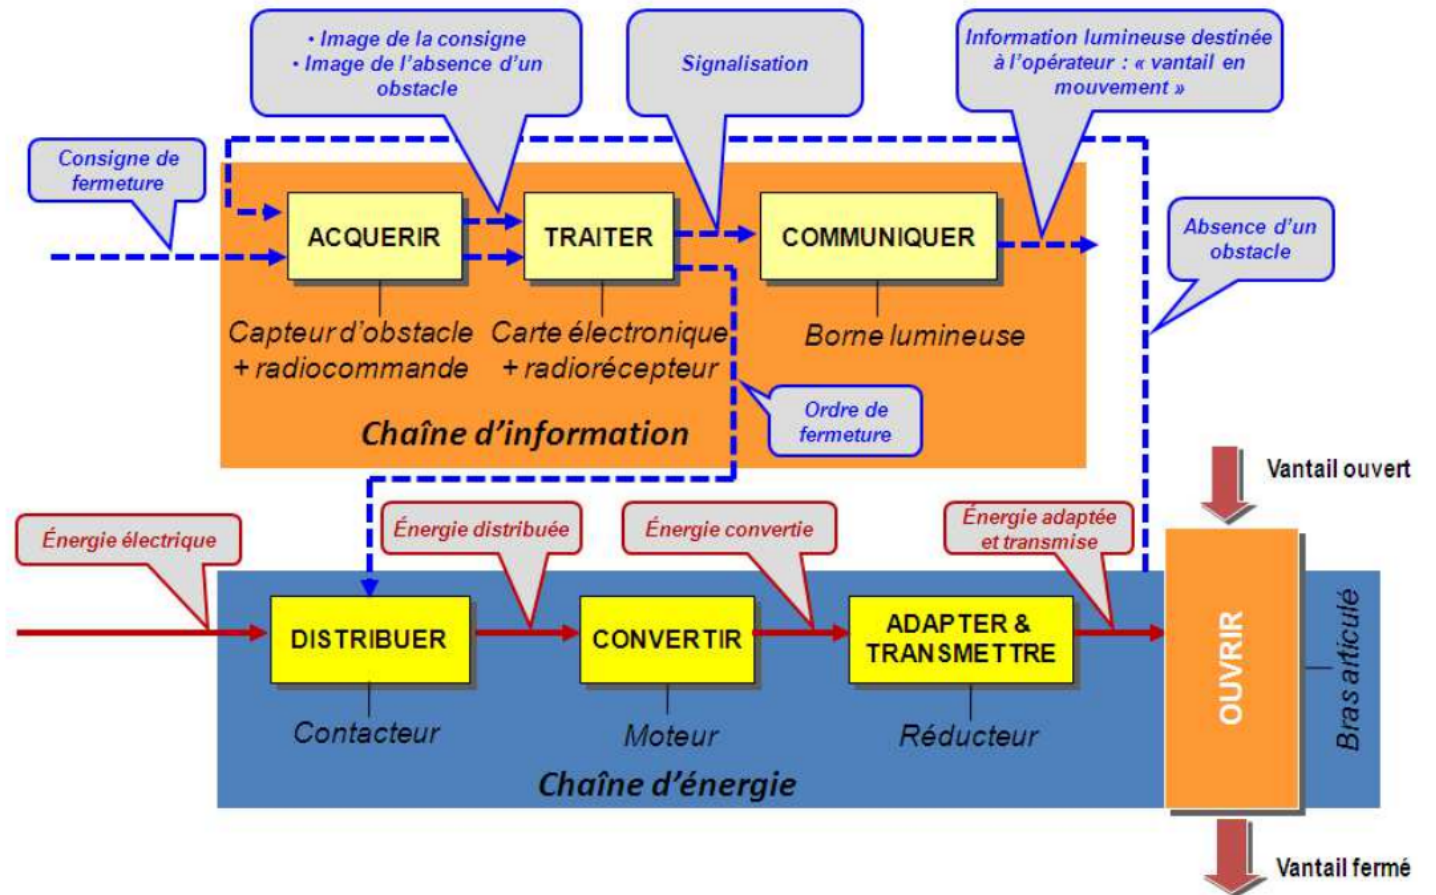 • Image de la consigne
• Image de l'absence d'un
obstacle
Signalisation
Information lumineuse destinée
à l'opérateur : « vantail en
mouvement »
Consigne de
fermeture
ACQUERIR
TRAITER
COMMUNIQUER
Absence d'un
obstacle
Capteur d'obstacle
+ radiocommande
Carte électronique
+ radiorécepteur
Borne lumineuse
Ordre de
fermeture
Chaîne d'information
Vantail ouvert
Énergie électrique
Énergie distribuée
Énergie convertie
Énergie adaptée
et transmise
DISTRIBUER
CONVERTIR
ADAPTER &
TRANSMETTRE
OUVRIR
Bras articulé
Contacteur
Moteur
Réducteur
Chaîne d'énergie
Vantail fermé